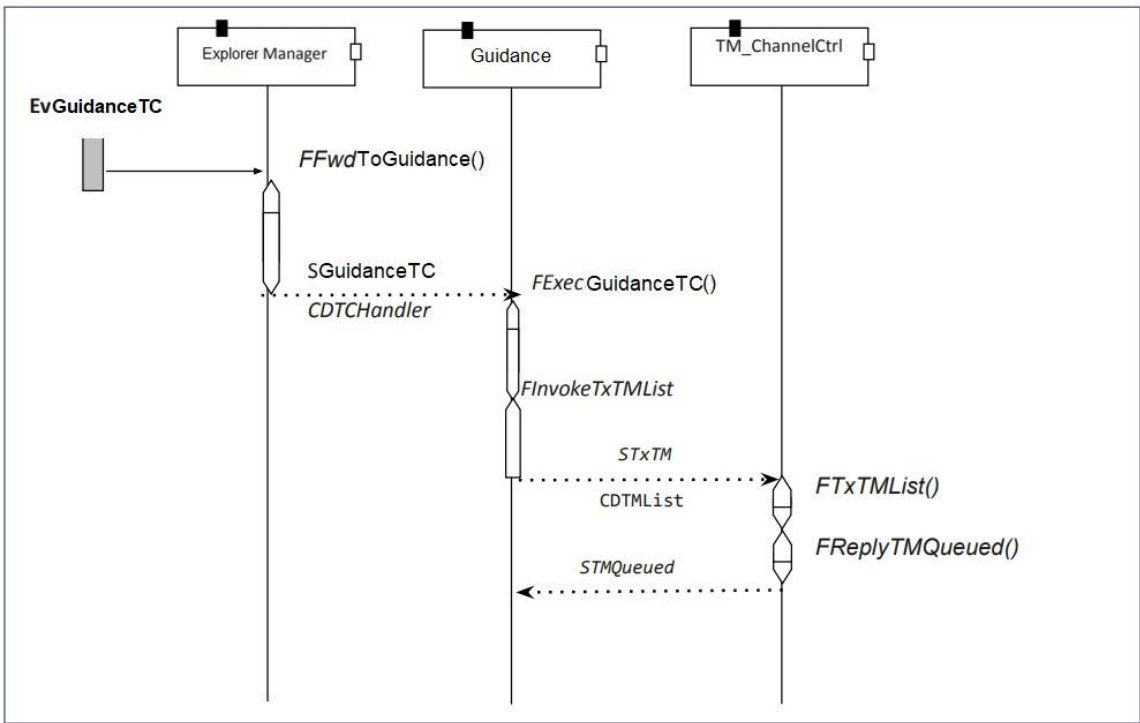 Explorer Manager
Guidance
TM_ChannelCtrl
EvGuidanceTC
FFwdToGuidance()
SGuidanceTC
CDTCHandler
FExecGuidanceTC()
FInvokeTxTMList
STxTM
CDTMList
FTxTMList()
FReplyTMQueued()
STMQueued